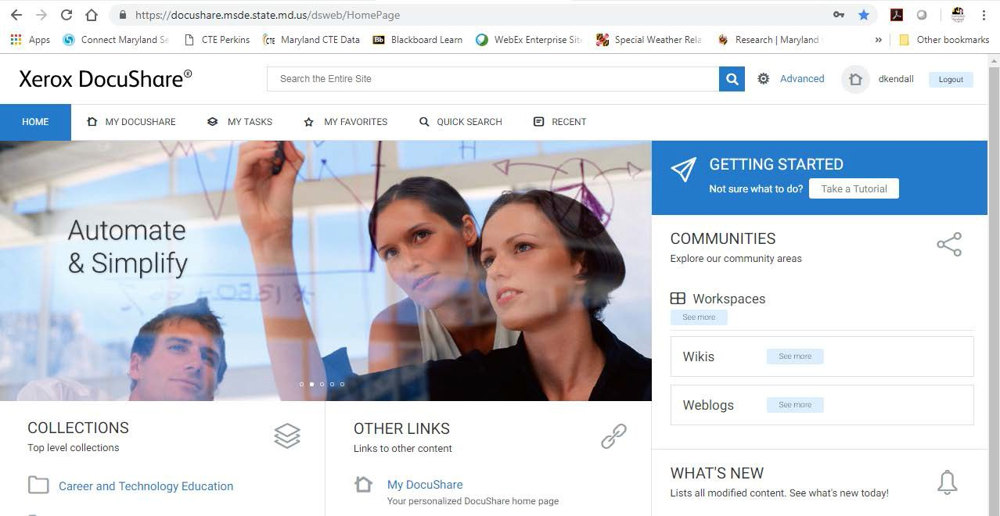 https://docushare.msde.state.md.us/dsweb/HomePage
Apps Connect Maryland Se CTE Perkins CTE Maryland CTE Data Bb Blackboard Learn WebEx Enterprise Site Special Weather Rela Research | Maryland » Other bookmarks
Xerox DocuShare®
Search the Entire Site
Advanced
dkendall
Logout
HOME MY DOCUSHARE MY TASKS MY FAVORITES QUICK SEARCH RECENT
Automate
& Simplify
GETTING STARTED
Not sure what to do? Take a Tutorial
COMMUNITIES
Explore our community areas
Workspaces
See more
Wikis See more
Weblogs See more
COLLECTIONS
Top level collections
Career and Technology Education
OTHER LINKS
Links to other content
My DocuShare
Your personalized DocuShare home page
WHAT'S NEW
Lists all modified content. See what's new today!